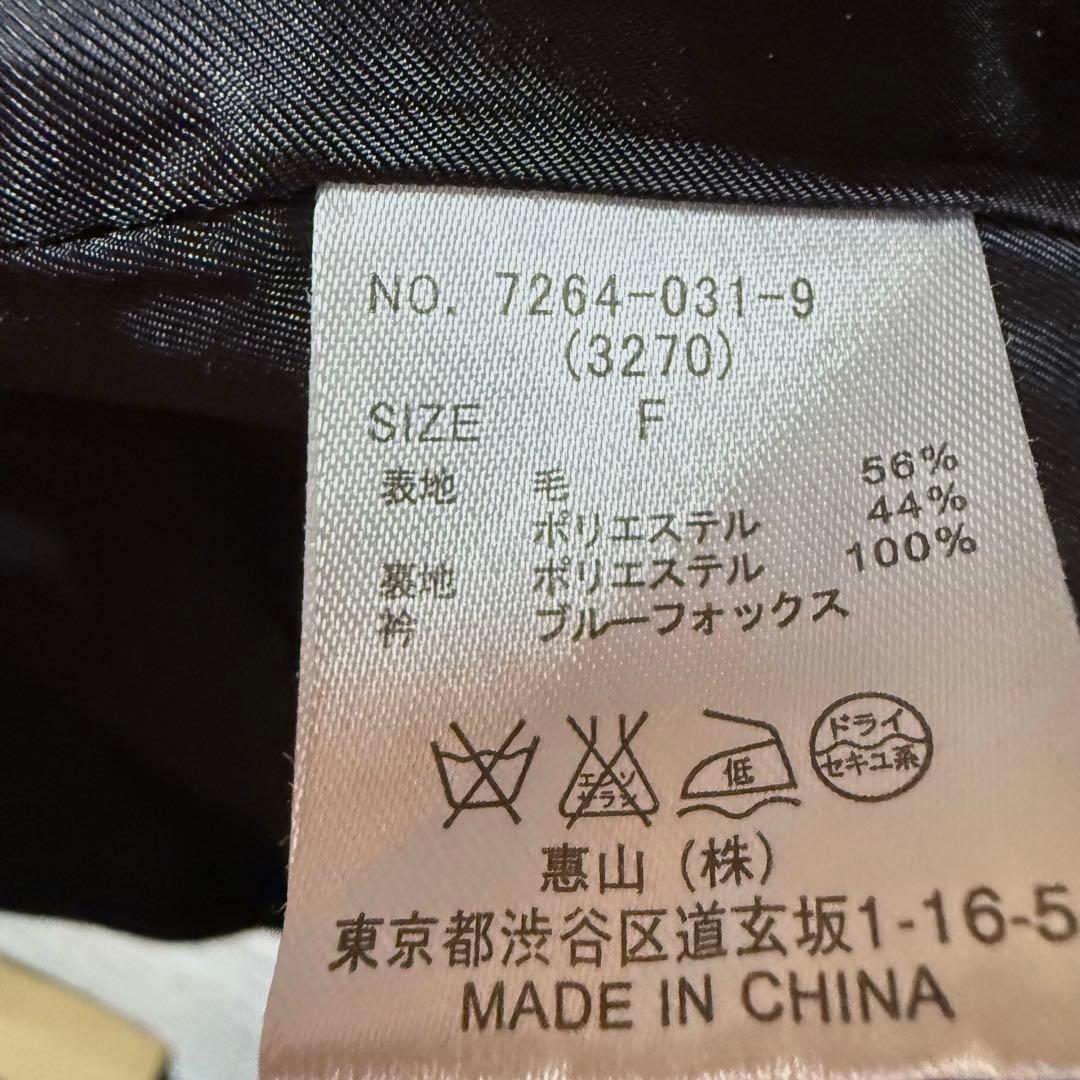 NO. 7264-031-9
(3270)
SIZE F
表地 毛 56%
ポリエステル 44%
裏地 ポリエステル 100%
衿 ブルーフォックス
エンソサラシ
低
ドライ
セキユ系
惠山(株)
東京都渋谷区道玄坂1-16-5
MADE IN CHINA